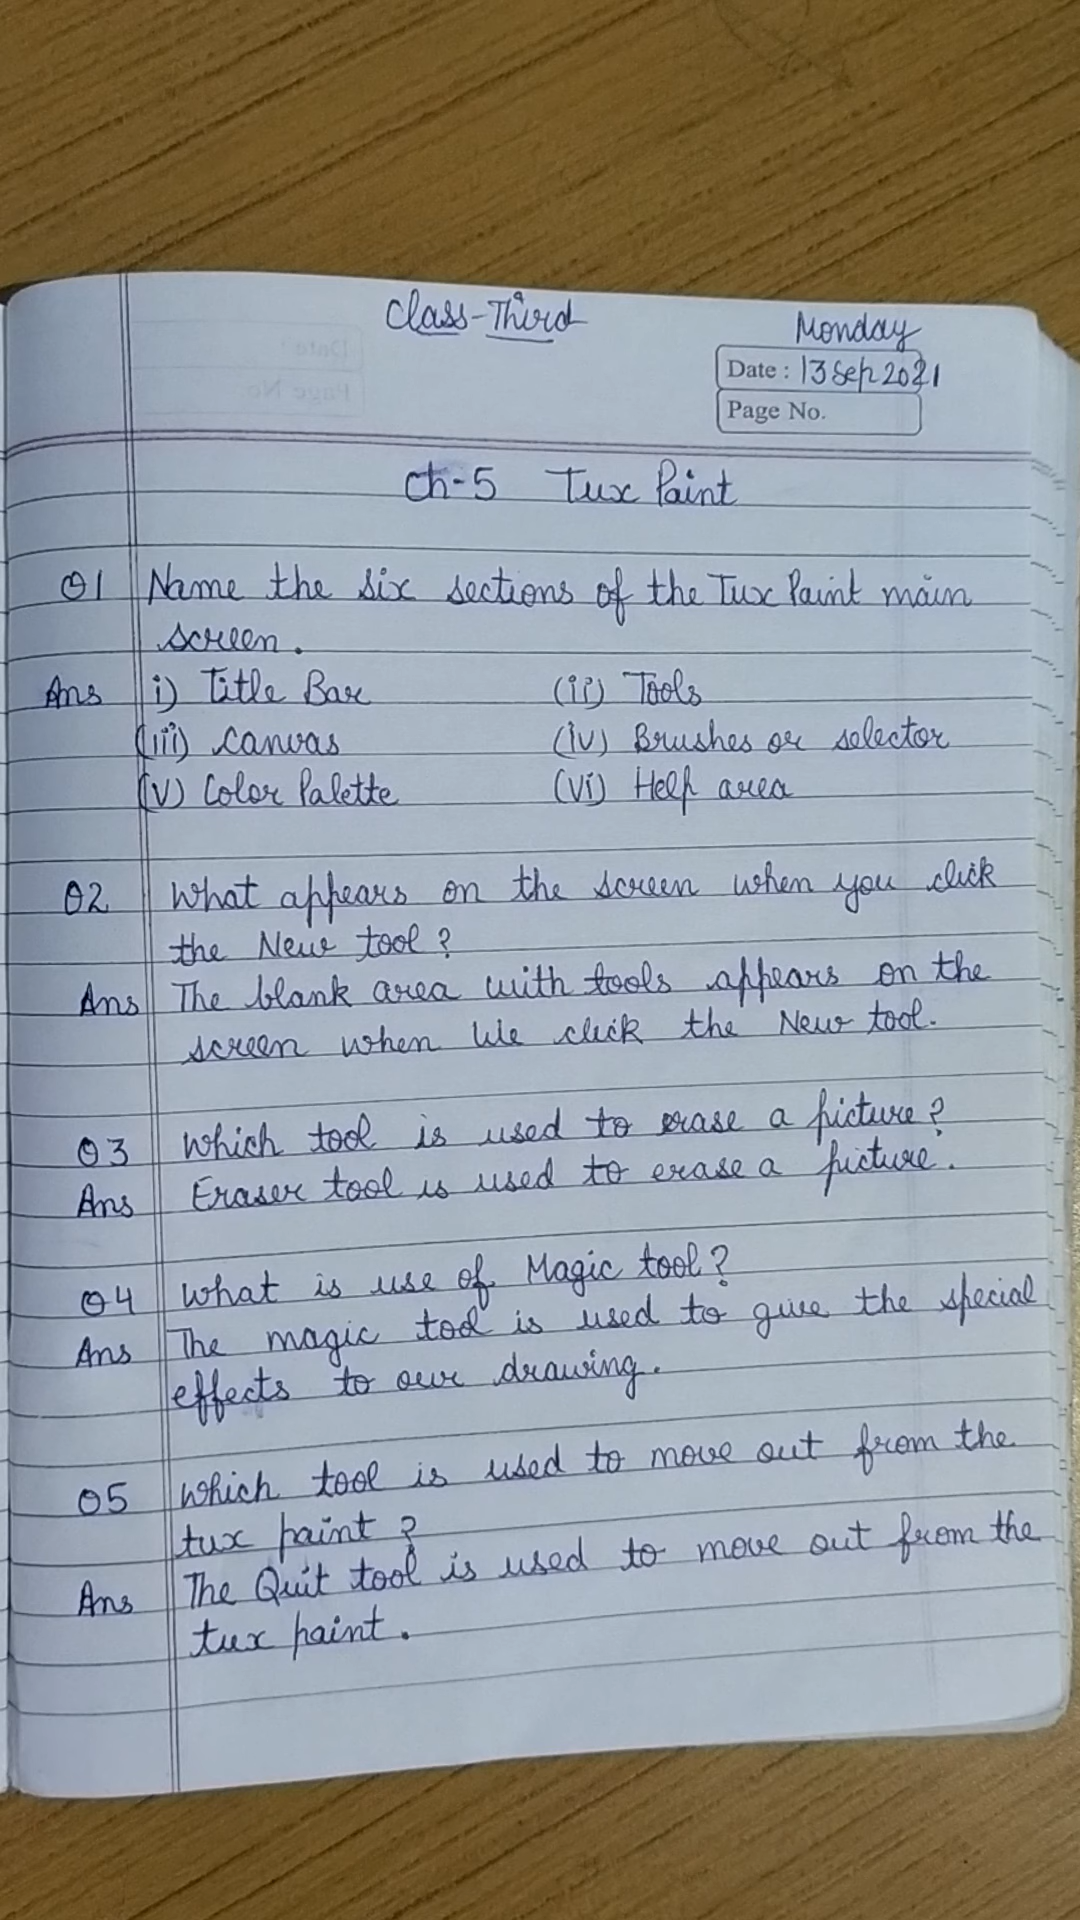 Class-Third
Monday
Date : 13 Sep 2021
Page No.
Ch-5 Tux Paint
Q1 Name the six sections of the Tux Paint main
screen.
Ans i) Title Bar (ii) Tools
(iii) Canvas (iv) Brushes or selector
(V) Color Palette (Vi) Help area
Q2 What appears on the screen when you click
the New tool?
Ans The blank area with tools appears on the
screen when We click the New tool.
Q3 Which tool is used to erase a picture?
Ans Eraser tool is used to erase a picture.
Q4 What is use of Magic tool?
Ans The magic tool is used to give the special
effects to our drawing.
Q5 Which tool is used to move out from the
tux paint?
Ans The Quit tool is used to move out from the
tux paint.